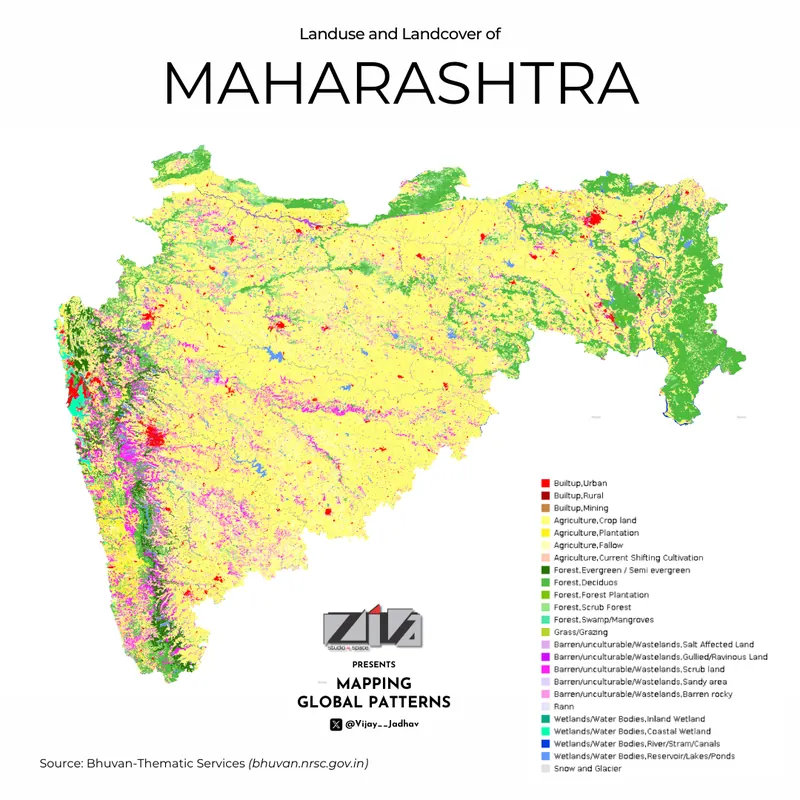 Landuse and Landcover of
MAHARASHTRA
Builtup,Urban
Builtup,Rural
Builtup,Mining
Agriculture,Crop land
Agriculture,Plantation
Agriculture,Fallow
Agriculture,Current Shifting Cultivation
Forest,Evergreen / Semi evergreen
Forest,Deciduos
Forest,Forest Plantation
Forest,Scrub Forest
Forest,Swamp/Mangroves
Grass/Grazing
Barren/unculturable/Wastelands,Salt Affected Land
Barren/unculturable/Wastelands,Gullied/Ravinous Land
Barren/unculturable/Wastelands,Scrub land
Barren/unculturable/Wastelands,Sandy area
Barren/unculturable/Wastelands,Barren rocky
Rann
Wetlands/Water Bodies,Inland Wetland
Wetlands/Water Bodies,Coastal Wetland
Wetlands/Water Bodies,River/Stram/Canals
Wetlands/Water Bodies,Reservoir/Lakes/Ponds
Snow and Glacier
ZIVA
studio space
PRESENTS
MAPPING
GLOBAL PATTERNS
X @Vijay__Jadhav
Source: Bhuvan-Thematic Services (bhuvan.nrsc.gov.in)